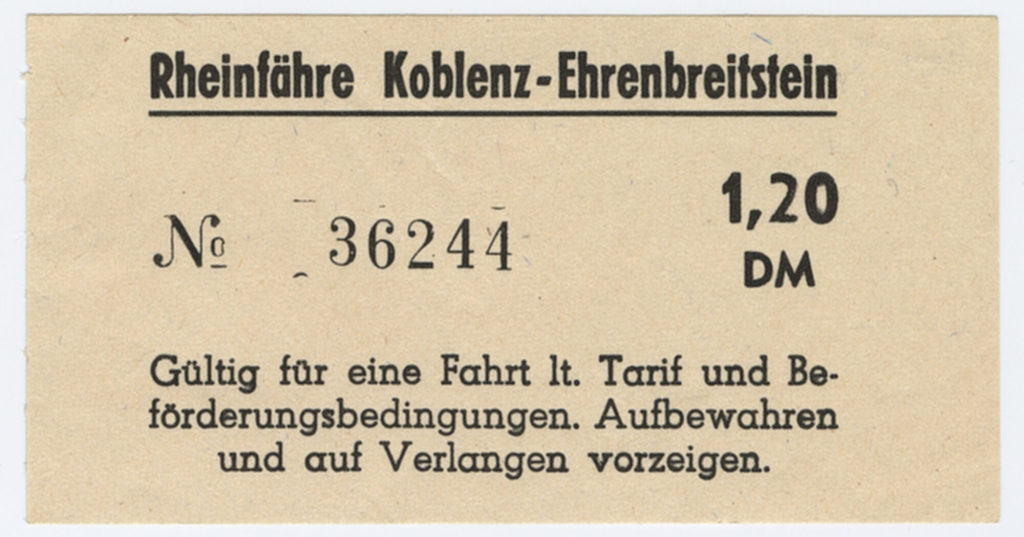 Rheinfähre Koblenz-Ehrenbreitstein
1,20
№ 36244
DM
Gültig für eine Fahrt lt. Tarif und Be-
förderungsbedingungen. Aufbewahren
und auf Verlangen vorzeigen.